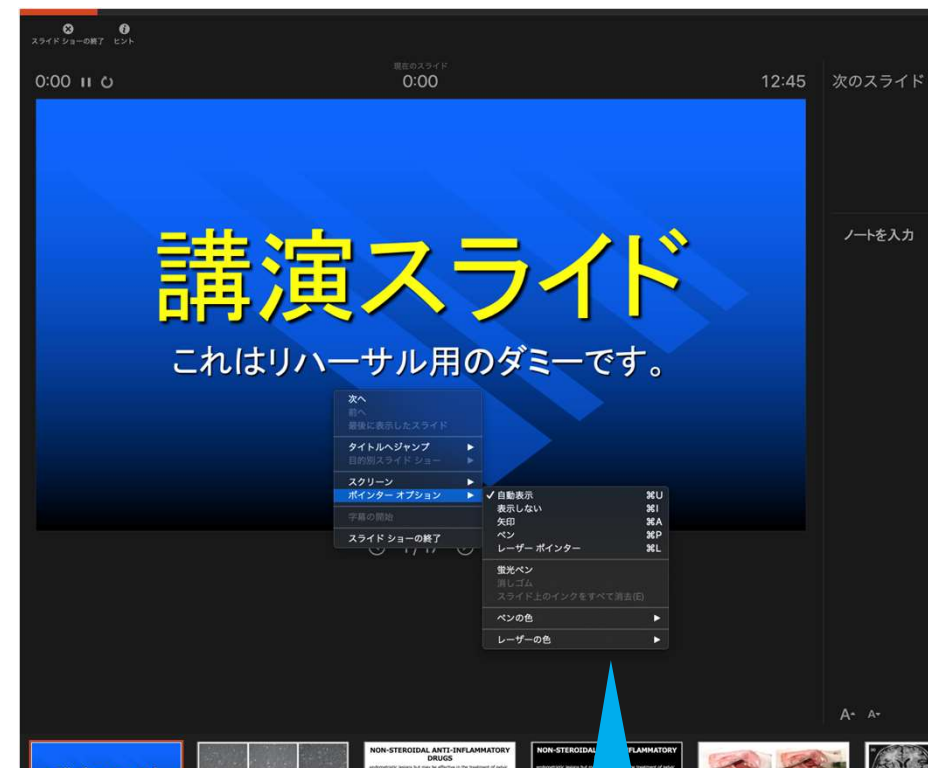 スライド ショーの終了 ヒント
0:00
現在のスライド
0:00
12:45
次のスライド
ノートを入力
講演スライド
これはリハーサル用のダミーです。
次へ
前へ
最後に表示したスライド
タイトルへジャンプ
目的別スライド ショー
スクリーン
ポインター オプション
字幕の開始
スライド ショーの終了
自動表示 ⌘U
表示しない ⌘I
矢印 ⌘A
ペン ⌘P
レーザー ポインター ⌘L
蛍光ペン
消しゴム
スライド上のインクをすべて消去(E)
ペンの色
レーザーの色
A A
NON-STEROIDAL ANTI-INFLAMMATORY
DRUGS
NON-STEROIDAL